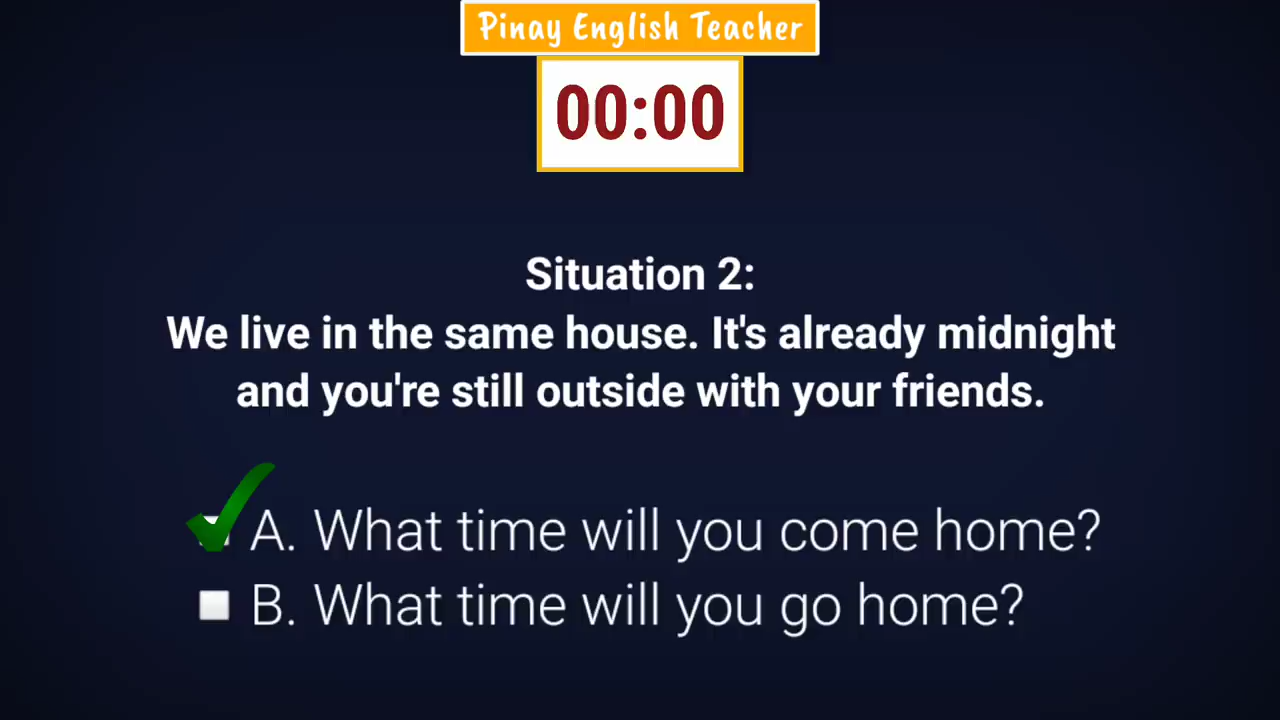 Pinay English Teacher
00:00
Situation 2:
We live in the same house. It's already midnight
and you're still outside with your friends.
A. What time will you come home?
B. What time will you go home?